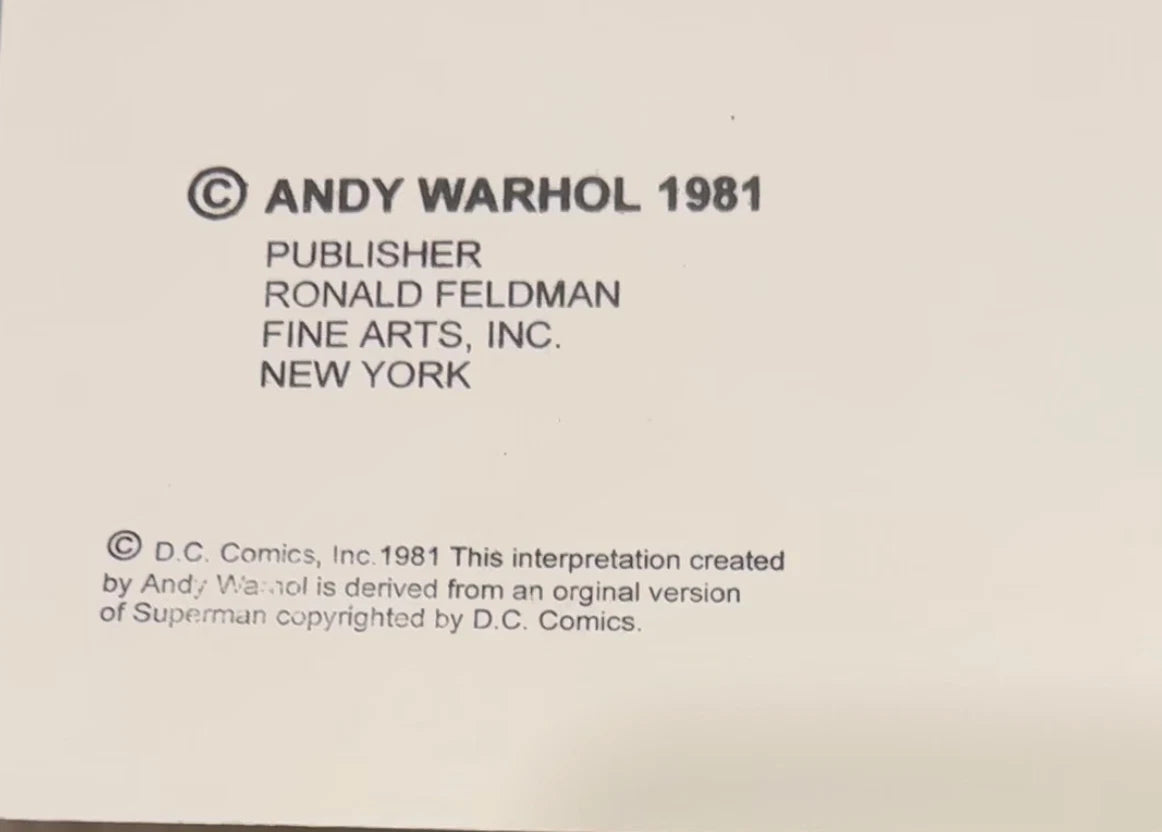 © ANDY WARHOL 1981
PUBLISHER
RONALD FELDMAN
FINE ARTS, INC.
NEW YORK
© D.C. Comics, Inc.1981 This interpretation created
by Andy Warhol is derived from an orginal version
of Superman copyrighted by D.C. Comics.